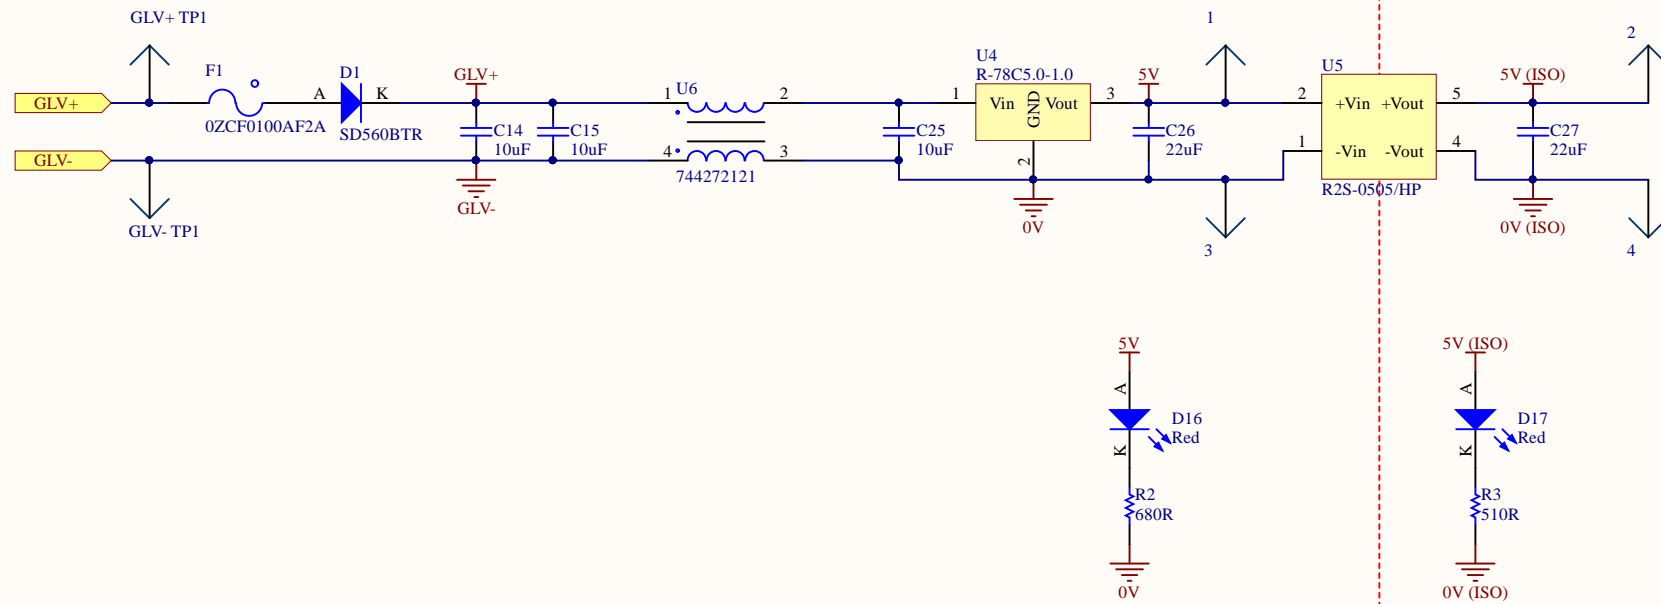 GLV+ TP1
1
2
F1
D1
GLV+
U6
U4
R-78C5.0-1.0
5V
U5
5V (ISO)
GLV+
A
K
1
2
1
Vin
GND
Vout
3
2
+Vin
+Vout
5
0ZCF0100AF2A
SD560BTR
C14
10uF
C15
10uF
C25
10uF
C26
22uF
C27
22uF
GLV-
4
3
2
1
-Vin
-Vout
4
744272121
R2S-0505/HP
GLV-
GLV- TP1
0V
3
0V (ISO)
4
5V
5V (ISO)
A
A
D16
Red
D17
Red
K
K
R2
680R
R3
510R
0V
0V (ISO)